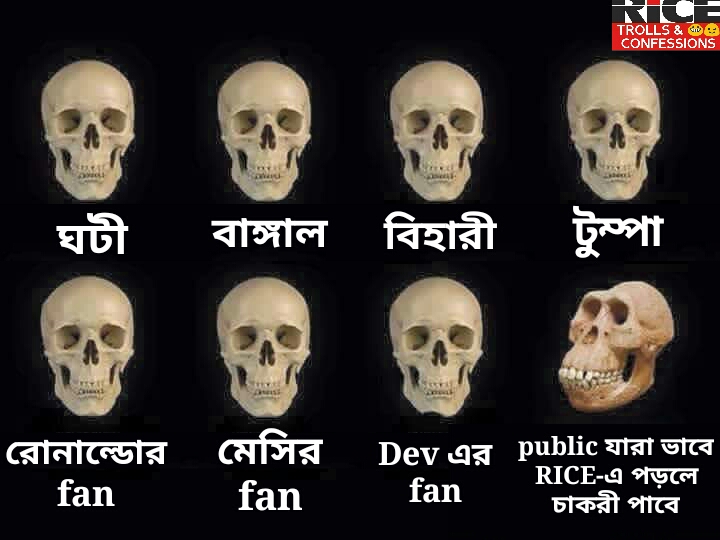 RICE
TROLLS &
CONFESSIONS
ঘটী
বাঙ্গাল
বিহারী
টুম্পা
রোনাল্ডোর
fan
মেসির
fan
Dev এর
fan
public যারা ভাবে
RICE-এ পড়লে
চাকরী পাবে